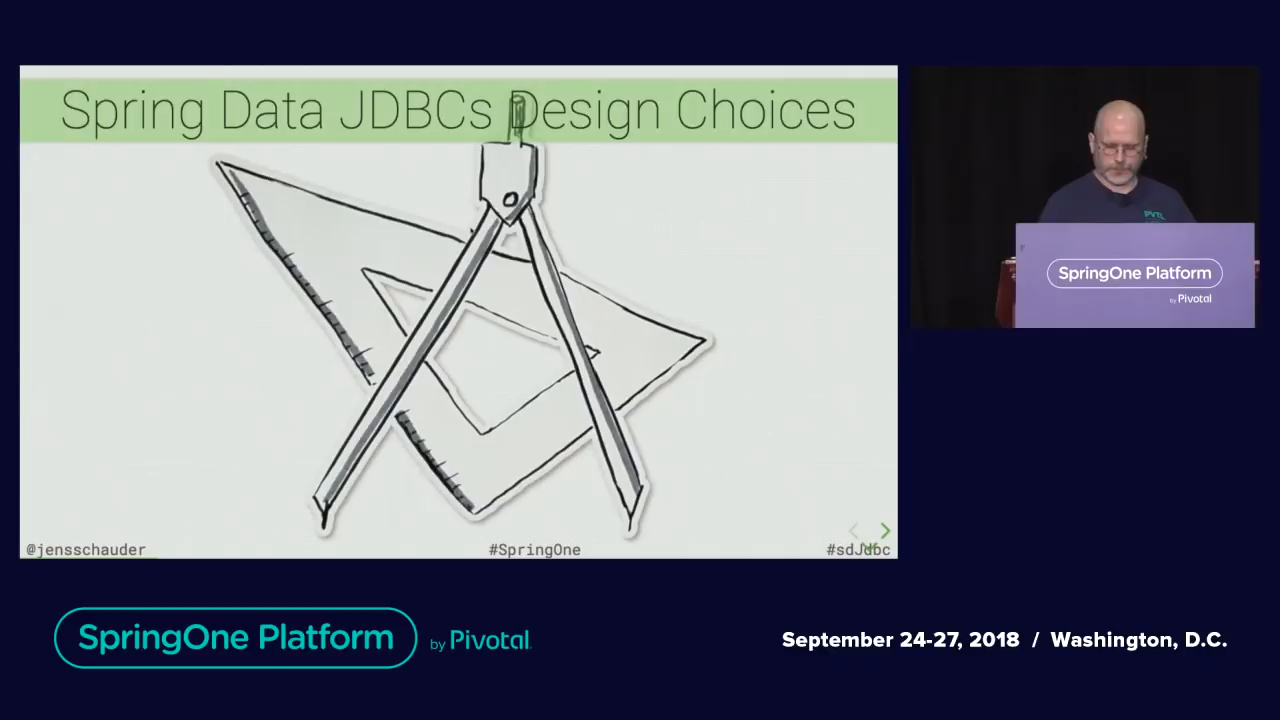 Spring Data JDBCs Design Choices
@jensschauder
#SpringOne
#sdJdbc
PVTL
SpringOne Platform
by Pivotal
SpringOne Platform by Pivotal.
September 24-27, 2018 / Washington, D.C.